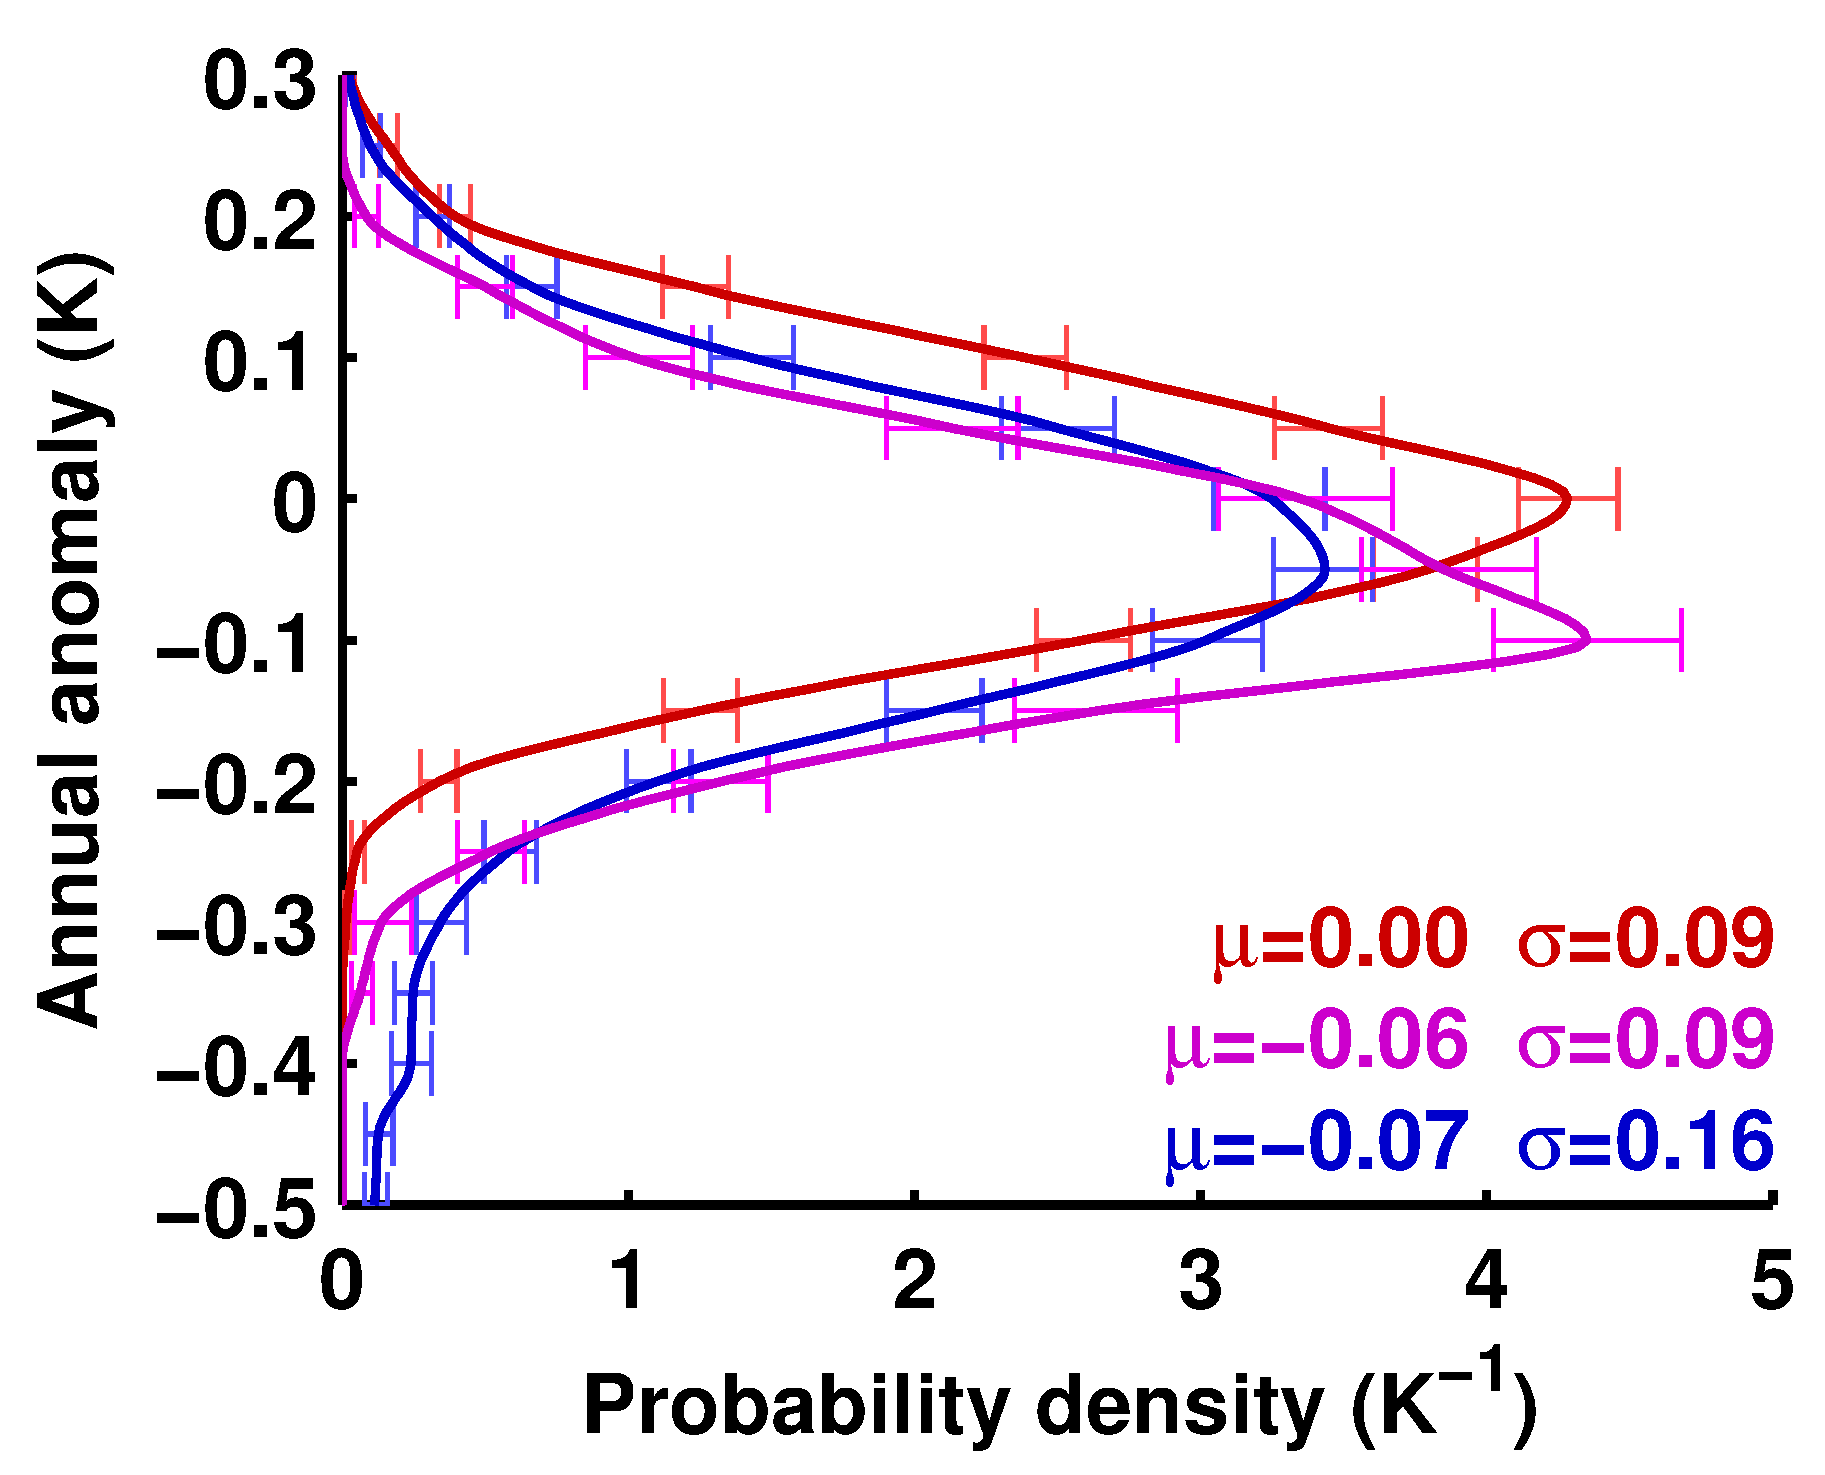 Annual anomaly (K)
0.3
0.2
0.1
0
−0.1
−0.2
−0.3
−0.4
−0.5
μ=0.00 σ=0.09
μ=−0.06 σ=0.09
μ=−0.07 σ=0.16
0 1 2 3 4 5
Probability density (K⁻¹)